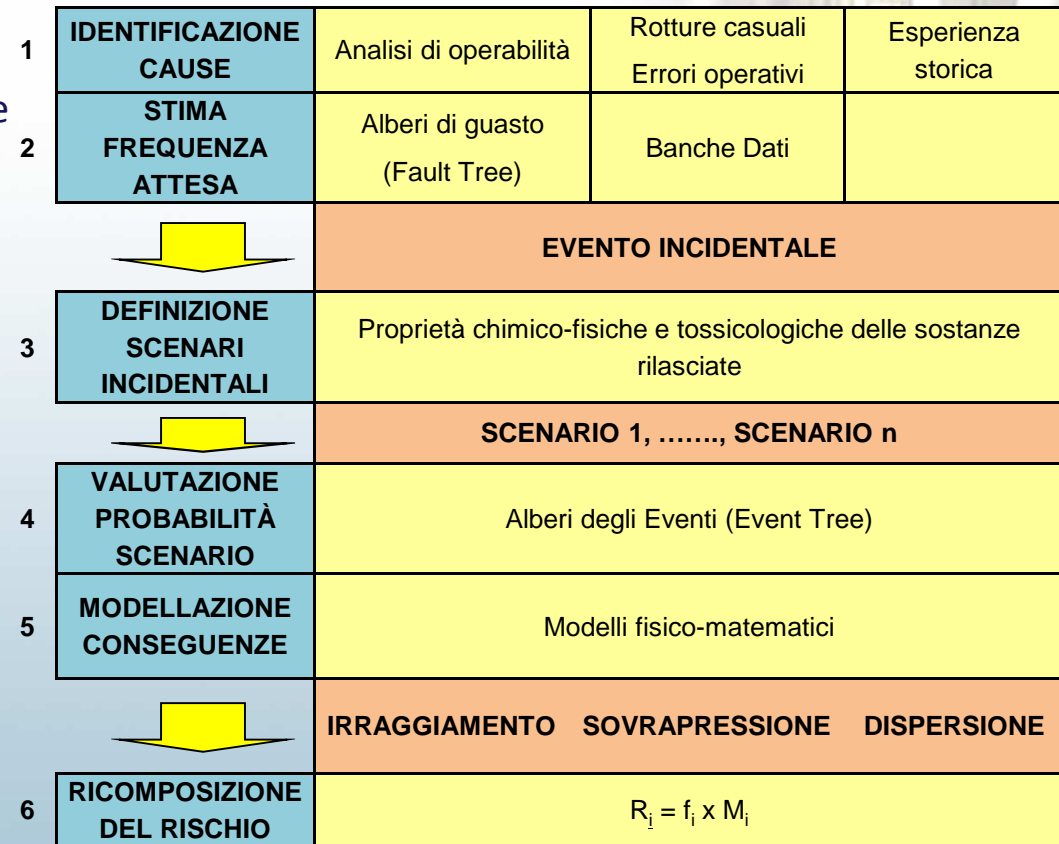 1
IDENTIFICAZIONE
CAUSE
Analisi di operabilità
Rotture casuali
Errori operativi
Esperienza
storica
e
2
STIMA
FREQUENZA
ATTESA
Alberi di guasto
(Fault Tree)
Banche Dati
EVENTO INCIDENTALE
3
DEFINIZIONE
SCENARI
INCIDENTALI
Proprietà chimico-fisiche e tossicologiche delle sostanze
rilasciate
SCENARIO 1, ……., SCENARIO n
4
VALUTAZIONE
PROBABILITÀ
SCENARIO
Alberi degli Eventi (Event Tree)
5
MODELLAZIONE
CONSEGUENZE
Modelli fisico-matematici
IRRAGGIAMENTO SOVRAPRESSIONE DISPERSIONE
6
RICOMPOSIZIONE
DEL RISCHIO
Ri = fi x Mi